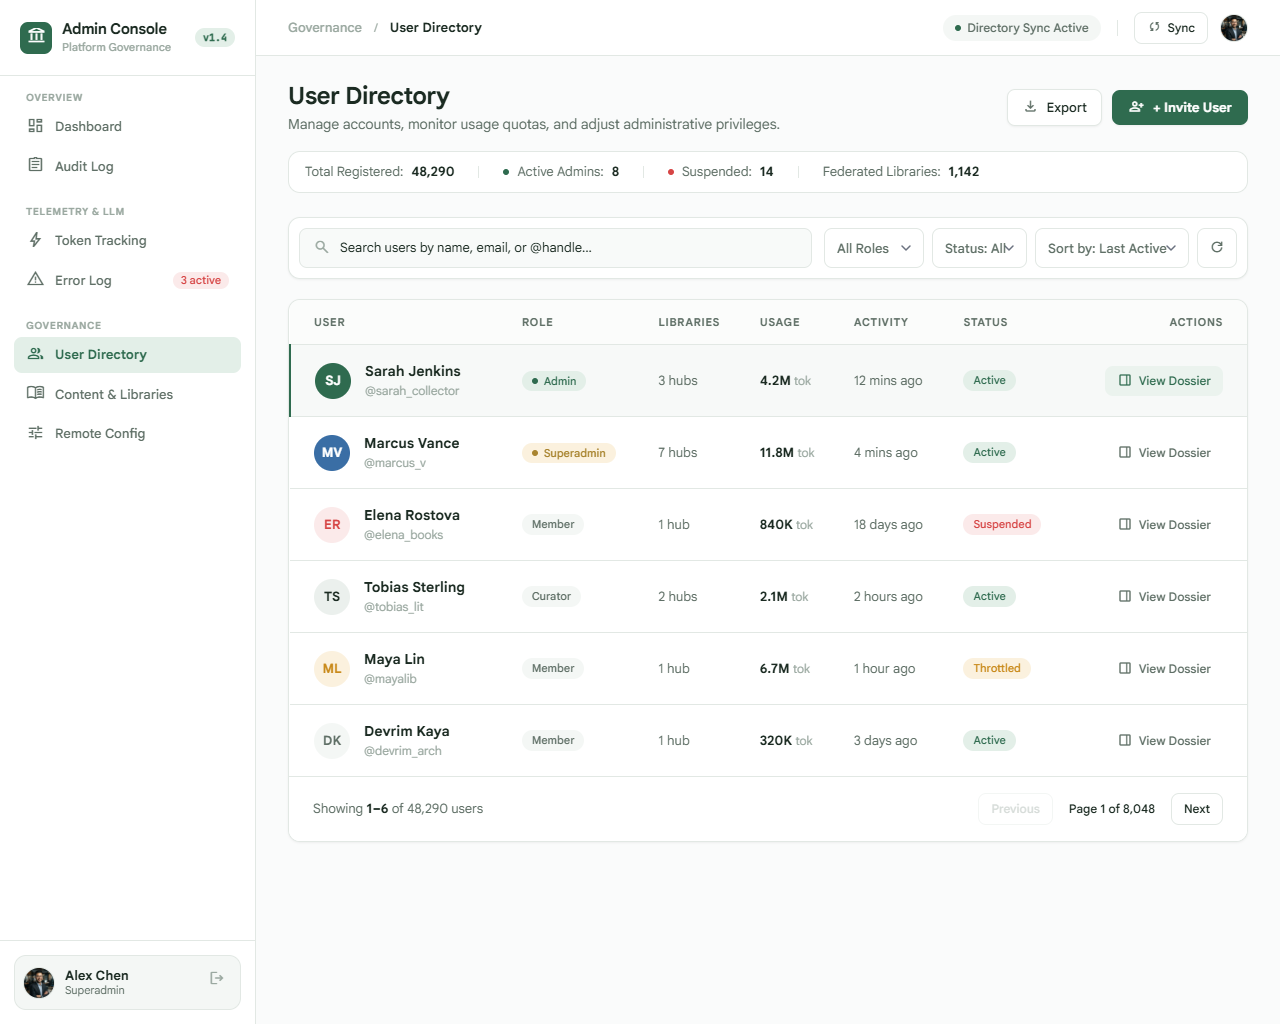 Admin Console
Platform Governance
v1.4
OVERVIEW
Dashboard
Audit Log
TELEMETRY & LLM
Token Tracking
Error Log
3 active
GOVERNANCE
User Directory
Content & Libraries
Remote Config
Alex Chen
Superadmin
Governance / User Directory
Directory Sync Active
Sync
User Directory
Manage accounts, monitor usage quotas, and adjust administrative privileges.
Export
+ Invite User
Total Registered: 48,290
Active Admins: 8
Suspended: 14
Federated Libraries: 1,142
Search users by name, email, or @handle...
All Roles
Status: All
Sort by: Last Active
USER ROLE LIBRARIES USAGE ACTIVITY STATUS ACTIONS
SJ
Sarah Jenkins
@sarah_collector
Admin
3 hubs
4.2M tok
12 mins ago
Active
View Dossier
MV
Marcus Vance
@marcus_v
Superadmin
7 hubs
11.8M tok
4 mins ago
Active
View Dossier
ER
Elena Rostova
@elena_books
Member
1 hub
840K tok
18 days ago
Suspended
View Dossier
TS
Tobias Sterling
@tobias_lit
Curator
2 hubs
2.1M tok
2 hours ago
Active
View Dossier
ML
Maya Lin
@mayalib
Member
1 hub
6.7M tok
1 hour ago
Throttled
View Dossier
DK
Devrim Kaya
@devrim_arch
Member
1 hub
320K tok
3 days ago
Active
View Dossier
Showing 1–6 of 48,290 users
Previous
Page 1 of 8,048
Next